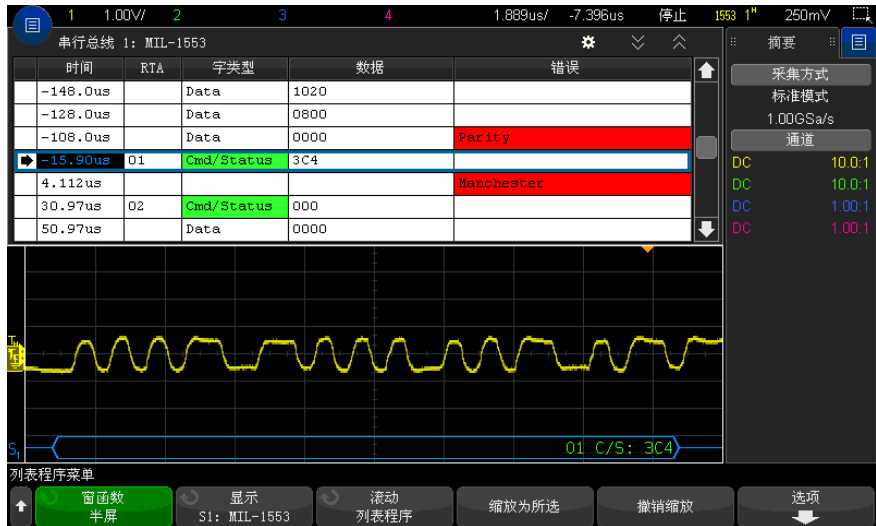 1 1.00V/ 2 3 4 1.889us/ -7.396us 停止 1553 1H 250mV
串行总线 1: MIL-1553
摘要
时间 RTA 字类型 数据 错误
-148.0us Data 1020
-128.0us Data 0800
-108.0us Data 0000 Parity
-15.90us 01 Cmd/Status 3C4
4.112us Manchester
30.97us 02 Cmd/Status 000
50.97us Data 0000
采集方式
标准模式
1.00GSa/s
通道
DC 10.0:1
DC 10.0:1
DC 1.00:1
DC 1.00:1
S1 01 C/S: 3C4
列表程序菜单
窗函数
半屏
显示
S1: MIL-1553
滚动
列表程序
缩放为所选
撤销缩放
选项